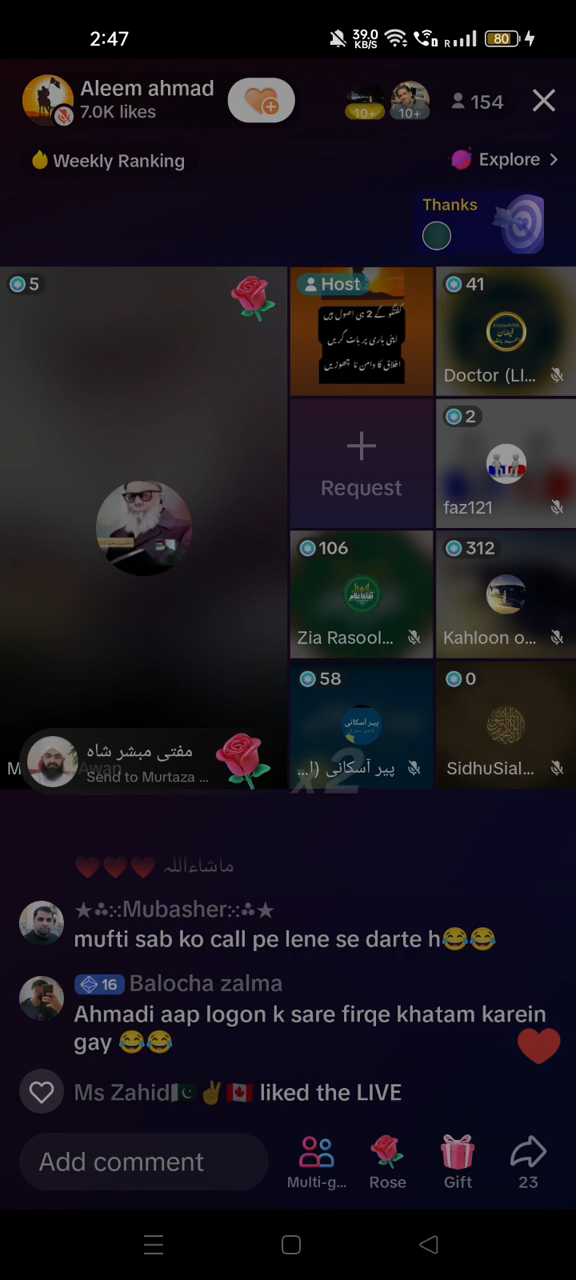 2:47
39.0
KB/S
R
80
Aleem ahmad
7.0K likes
10+
10+
154
Weekly Ranking
Explore
Thanks
5
Host
گفتگو کے 2 ہی اصول ہیں
اپنی باری پر بات کریں
اخلاق کا دامن نا چھوڑیں
41
Doctor (LI...
Request
2
faz121
106
Zia Rasool...
312
Kahloon o...
58
پیر آسکانی
پیر آسکانی (ا...
0
SidhuSial...
مفتی مبشر شاہ
Send to Murtaza ...
M
Awan
x2
ماشاءاللہ ❤️❤️❤️
★⁂Mubasher⁂★
mufti sab ko call pe lene se darte h😂😂
16 Balocha zalma
Ahmadi aap logon k sare firqe khatam karein
gay 😂😂
Ms Zahid🇵🇰✌️🇨🇦 liked the LIVE
Add comment
Multi-g...
Rose
Gift
23